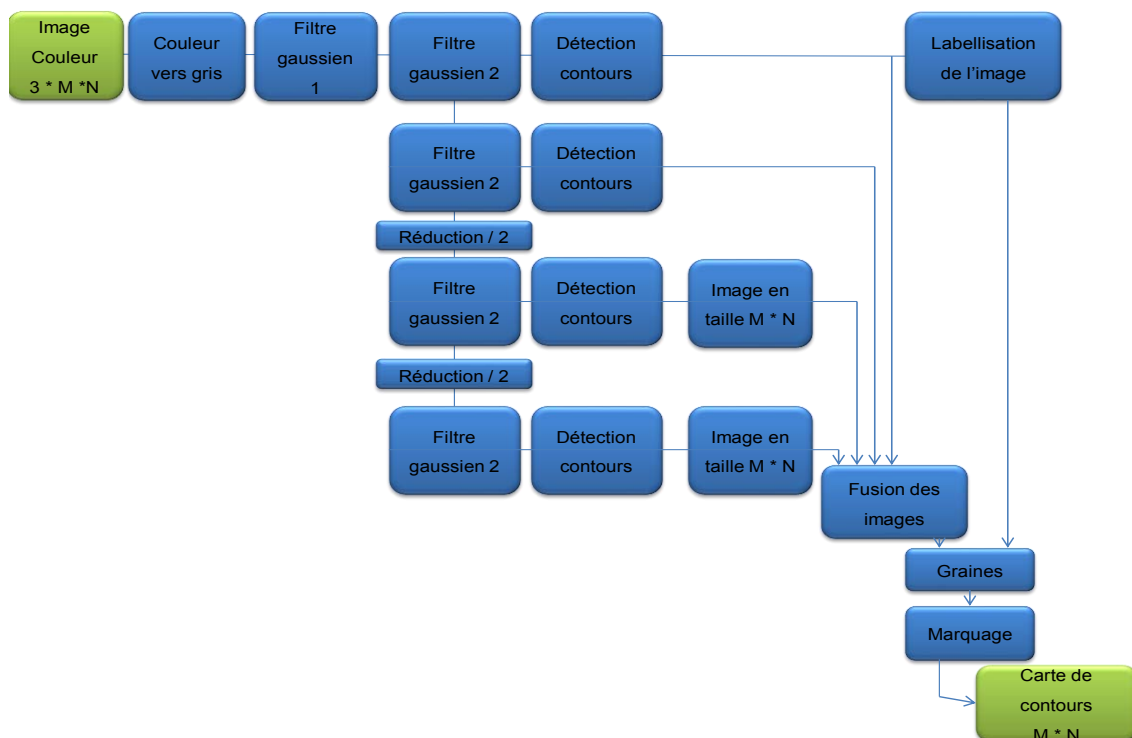 Image
Couleur
3 * M *N
Couleur
vers gris
Filtre
gaussien
1
Filtre
gaussien 2
Détection
contours
Labellisation
de l'image
Filtre
gaussien 2
Détection
contours
Réduction / 2
Filtre
gaussien 2
Détection
contours
Image en
taille M * N
Réduction / 2
Filtre
gaussien 2
Détection
contours
Image en
taille M * N
Fusion des
images
Graines
Marquage
Carte de
contours
M * N